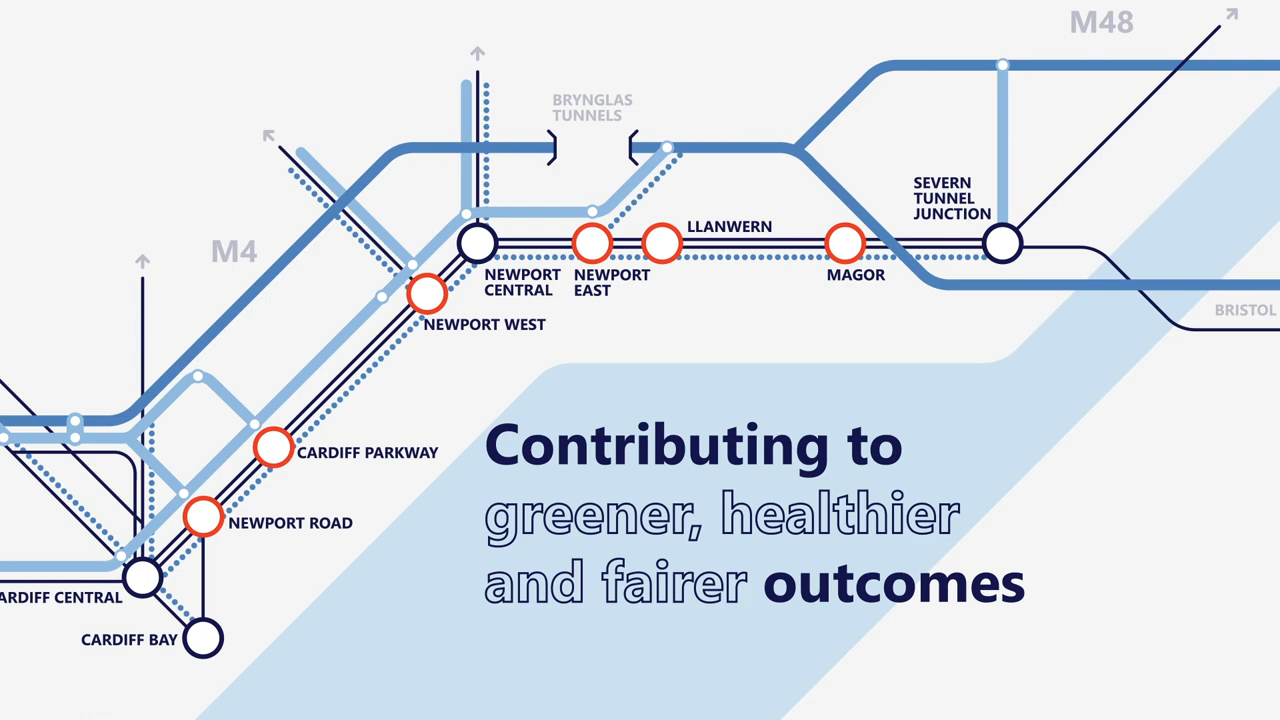 M48
BRYNGLAS
TUNNELS
M4
SEVERN
TUNNEL
JUNCTION
LLANWERN
NEWPORT
CENTRAL
NEWPORT
EAST
MAGOR
BRISTOL
NEWPORT WEST
CARDIFF PARKWAY
NEWPORT ROAD
ARDIFF CENTRAL
CARDIFF BAY
Contributing to
greener, healthier
and fairer outcomes